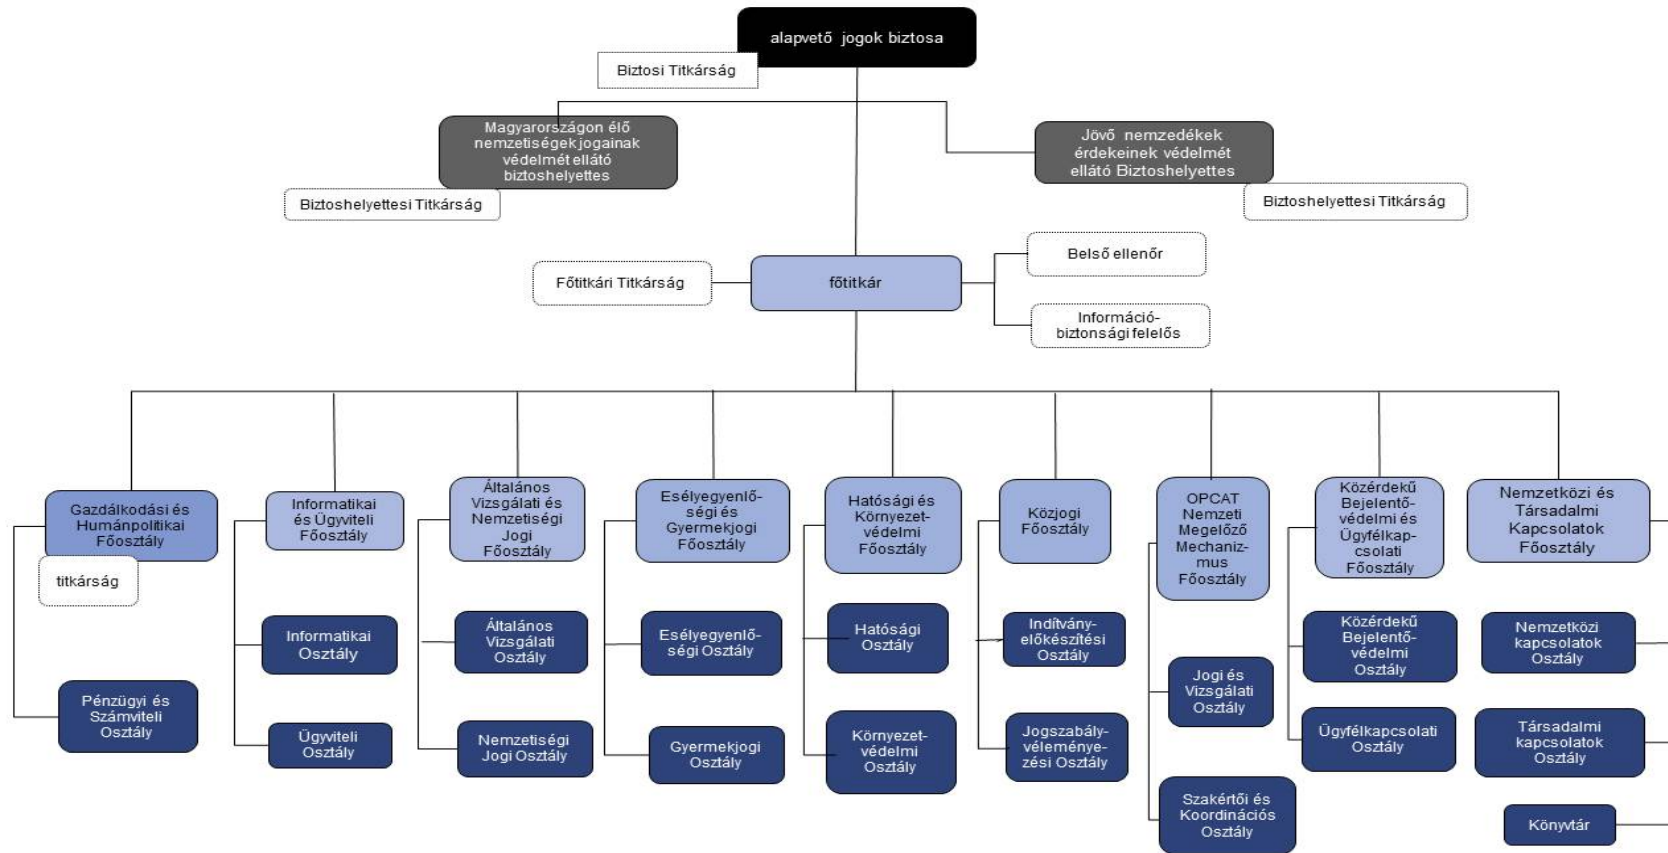 alapvető jogok biztosa
Biztosi Titkárság
Magyarországon élő
nemzetiségek jogainak
védelmét ellátó
biztoshelyettes
Jövő nemzedékek
érdekeinek védelmét
ellátó Biztoshelyettes
Biztoshelyettesi Titkárság
Biztoshelyettesi Titkárság
Főtitkári Titkárság
főtitkár
Belső ellenőr
Információ-
biztonsági felelős
Gazdálkodási és
Humánpolitikai
Főosztály
titkárság
Pénzügyi és
Számviteli
Osztály
Informatikai
és Ügyviteli
Főosztály
Informatikai
Osztály
Ügyviteli
Osztály
Általános
Vizsgálati és
Nemzetiségi
Jogi
Főosztály
Általános
Vizsgálati
Osztály
Nemzetiségi
Jogi Osztály
Esélyegyenlő-
ségi és
Gyermekjogi
Főosztály
Esélyegyenlő-
ségi Osztály
Gyermekjogi
Osztály
Hatósági és
Környezet-
védelmi
Főosztály
Hatósági
Osztály
Környezet-
védelmi
Osztály
Közjogi
Főosztály
Indítvány-
előkészítési
Osztály
Jogszabály-
véleménye-
zési Osztály
OPCAT
Nemzeti
Megelőző
Mechaniz-
mus
Főosztály
Jogi és
Vizsgálati
Osztály
Szakértői és
Koordinációs
Osztály
Közérdekű
Bejelentő-
védelmi és
Ügyfélkap-
csolati
Főosztály
Közérdekű
Bejelentő-
védelmi
Osztály
Ügyfélkapcsolati
Osztály
Nemzetközi és
Társadalmi
Kapcsolatok
Főosztály
Nemzetközi
kapcsolatok
Osztály
Társadalmi
kapcsolatok
Osztály
Könyvtár